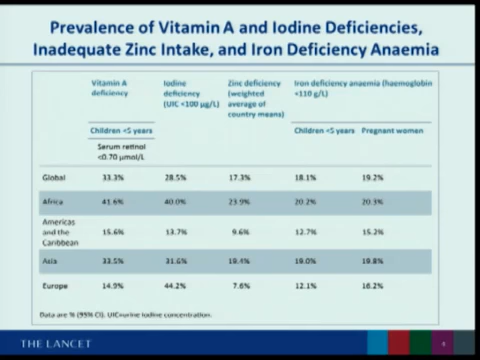 Prevalence of Vitamin A and Iodine Deficiencies,
Inadequate Zinc Intake, and Iron Deficiency Anaemia
Vitamin A deficiency Iodine deficiency (UIC <100 µg/L) Zinc deficiency (weighted average of country means) Iron deficiency anaemia (haemoglobin <110 g/L)
Children <5 years Children <5 years Pregnant women
Serum retinol <0.70 µmol/L
Global 33.3% 28.5% 17.3% 18.1% 19.2%
Africa 41.6% 40.0% 23.9% 20.2% 20.3%
Americas and the Caribbean 15.6% 13.7% 9.6% 12.7% 15.2%
Asia 33.5% 31.6% 19.4% 19.0% 19.8%
Europe 14.9% 44.2% 7.6% 12.1% 16.2%
Data are % (95% CI). UIC=urine iodine concentration.
THE LANCET